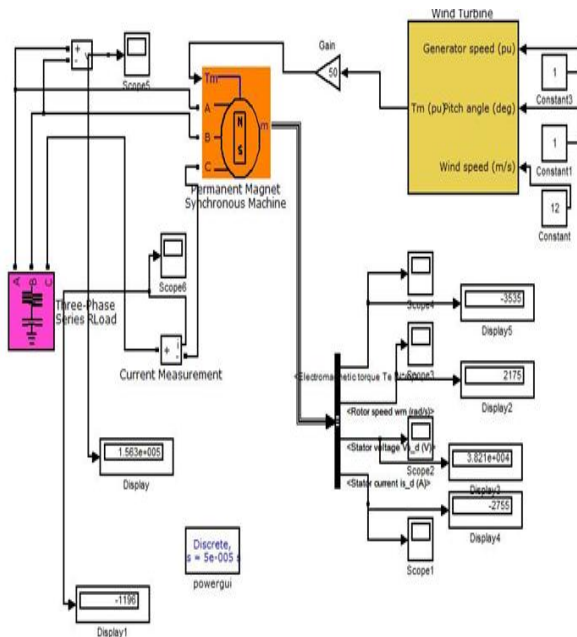 Wind Turbine
Generator speed (pu)
Tm (pu)
Pitch angle (deg)
Wind speed (m/s)
1
Constant3
1
Constant1
12
Constant
Gain
50
+
-
v
Scope5
Tm
A
B
C
m
N
S
Permanent Magnet
Synchronous Machine
A
B
C
Three-Phase
Series RLoad
Scope6
+
-
i
Current Measurement
Scope4
-3535
Display5
Scope3
<Electromagnetic torque Te
2175
Display2
<Rotor speed wm (rad/s)>
<Stator voltage Vs_d (V)>
Scope2
3.821e+004
Display3
<Stator current is_d (A)>
-2755
Display4
Scope1
1.563e+005
Display
Discrete,
s = 5e-005 s
powergui
-1196
Display1